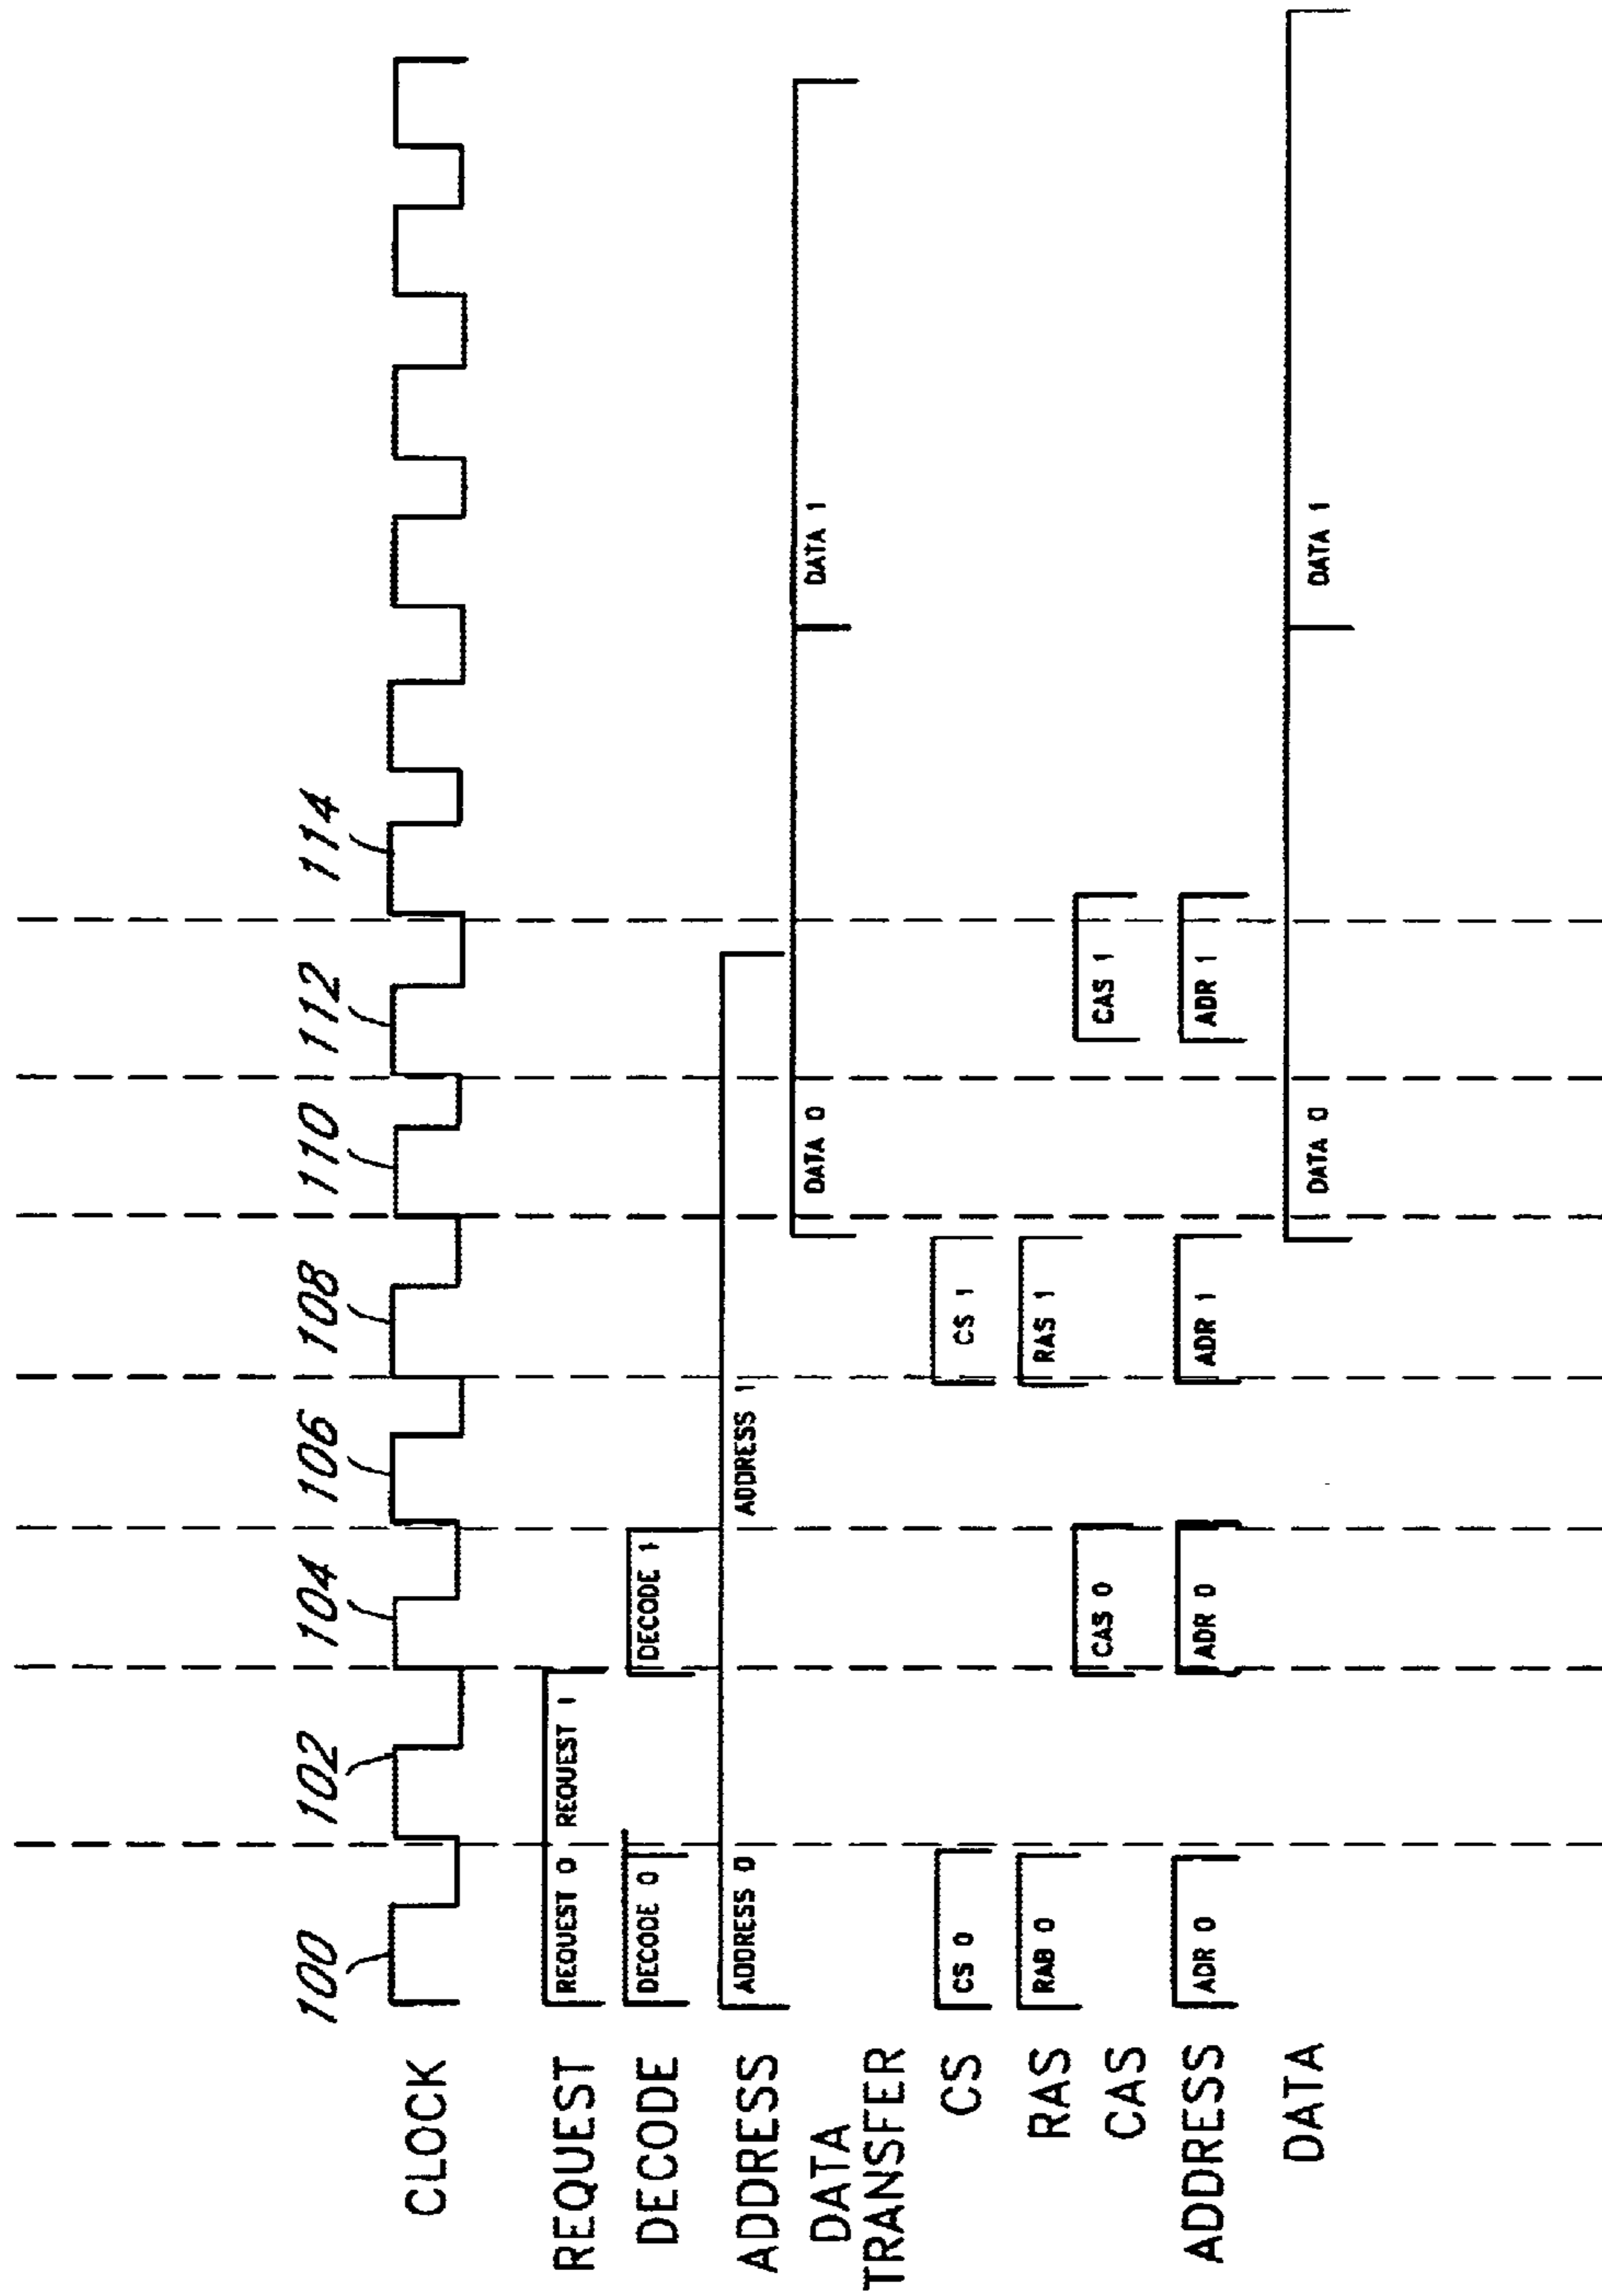 100 102 104 106 108 110 112 114
CLOCK
REQUEST REQUEST 0 REQUEST 1
DECODE DECODE 0 DECODE 1
ADDRESS ADDRESS 0 ADDRESS 1
DATA
TRANSFER DATA 0 DATA 1
CS CS 0 CS 1
RAS RAB 0 RAS 1
CAS CAS 0 CAS 1
ADDRESS ADR 0 ADR 0 ADR 1 ADR 1
DATA DATA 0 DATA 1